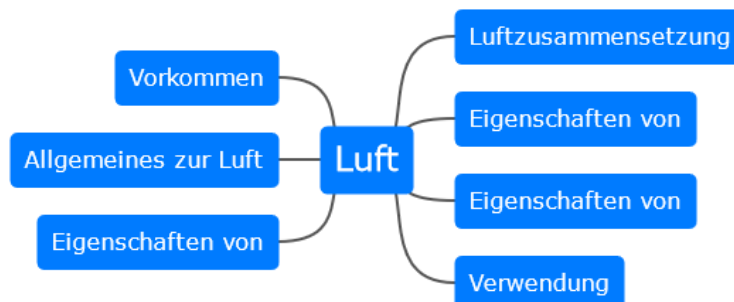 Luftzusammensetzung
Vorkommen
Eigenschaften von
Allgemeines zur Luft
Luft
Eigenschaften von
Eigenschaften von
Verwendung